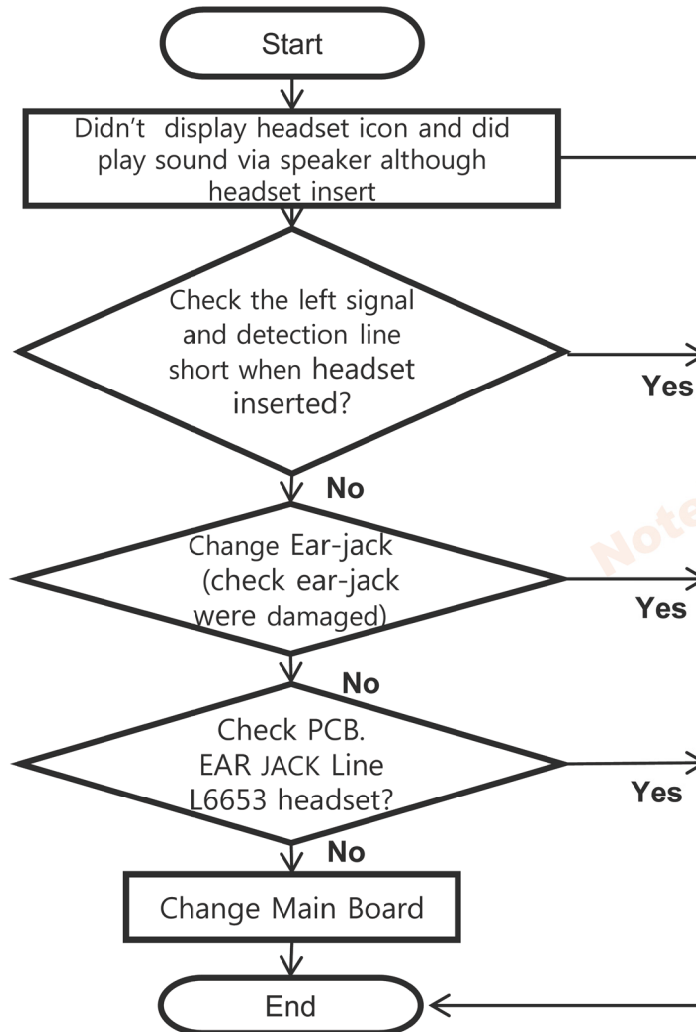 Start
Didn't display headset icon and did
play sound via speaker although
headset insert
Check the left signal
and detection line
short when headset
inserted?
Yes
No
Note
Change Ear-jack
(check ear-jack
were damaged)
Yes
No
Check PCB.
EAR JACK Line
L6653 headset?
Yes
No
Change Main Board
End